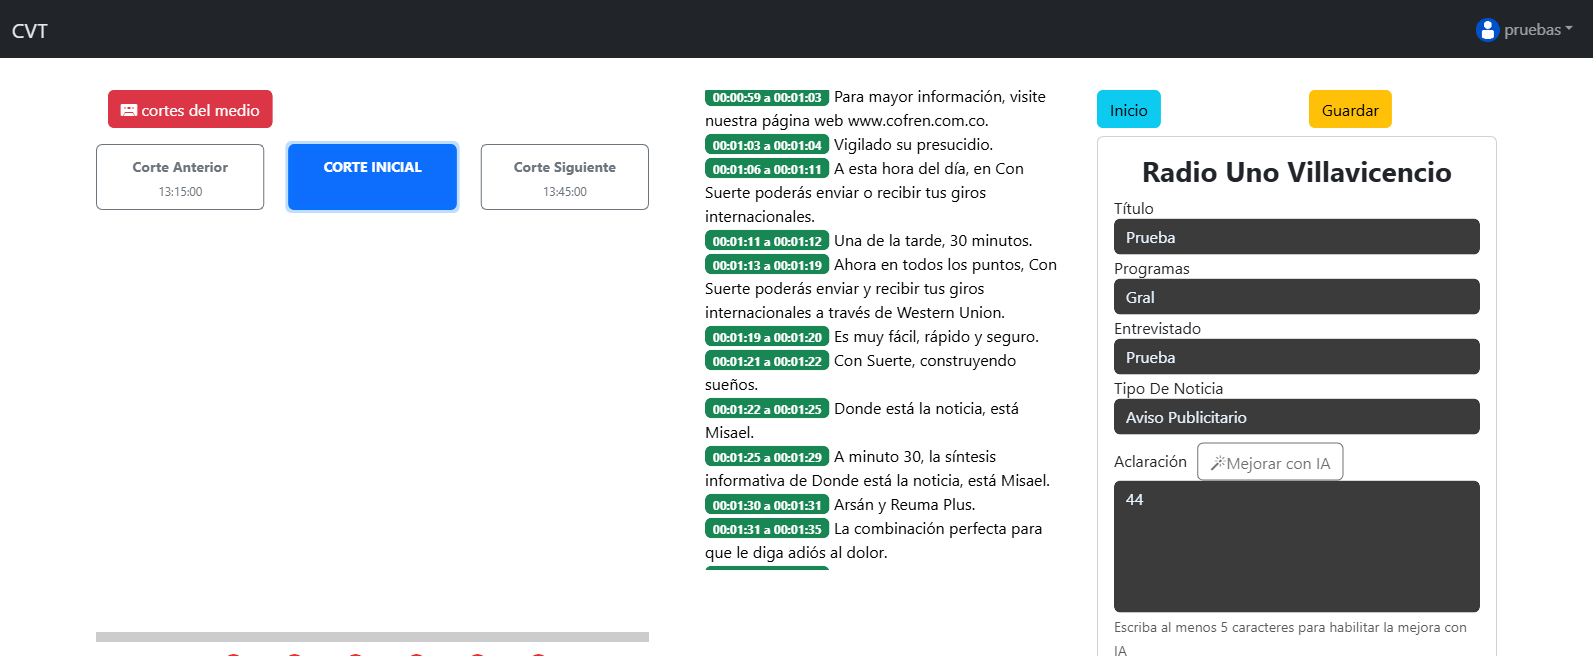 CVT
pruebas
cortes del medio
Corte Anterior
13:15:00
CORTE INICIAL
Corte Siguiente
13:45:00
00:00:59 a 00:01:03 Para mayor información, visite
nuestra página web www.cofren.com.co.
00:01:03 a 00:01:04 Vigilado su presucidio.
00:01:06 a 00:01:11 A esta hora del día, en Con
Suerte poderás enviar o recibir tus giros
internacionales.
00:01:11 a 00:01:12 Una de la tarde, 30 minutos.
00:01:13 a 00:01:19 Ahora en todos los puntos, Con
Suerte poderás enviar y recibir tus giros
internacionales a través de Western Union.
00:01:19 a 00:01:20 Es muy fácil, rápido y seguro.
00:01:21 a 00:01:22 Con Suerte, construyendo
sueños.
00:01:22 a 00:01:25 Donde está la noticia, está
Misael.
00:01:25 a 00:01:29 A minuto 30, la síntesis
informativa de Donde está la noticia, está Misael.
00:01:30 a 00:01:31 Arsán y Reuma Plus.
00:01:31 a 00:01:35 La combinación perfecta para
que le diga adiós al dolor.
Inicio
Guardar
Radio Uno Villavicencio
Título
Prueba
Programas
Gral
Entrevistado
Prueba
Tipo De Noticia
Aviso Publicitario
Aclaración
Mejorar con IA
44
Escriba al menos 5 caracteres para habilitar la mejora con
IA